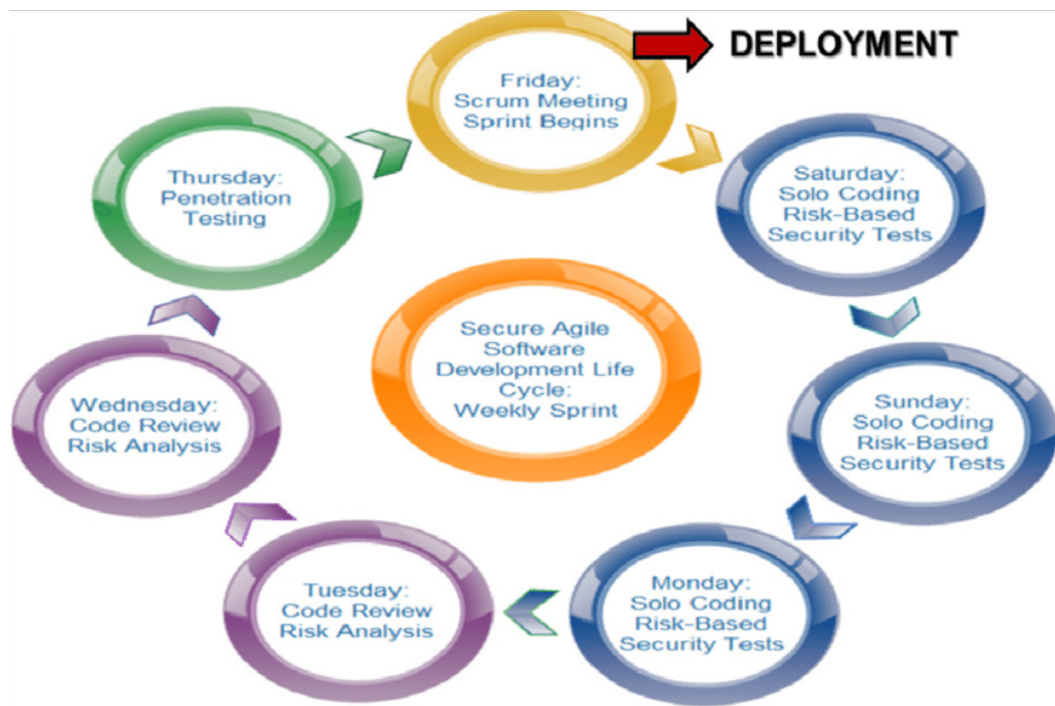 DEPLOYMENT
Friday:
Scrum Meeting
Sprint Begins
Saturday:
Solo Coding
Risk-Based
Security Tests
Sunday:
Solo Coding
Risk-Based
Security Tests
Monday:
Solo Coding
Risk-Based
Security Tests
Tuesday:
Code Review
Risk Analysis
Wednesday:
Code Review
Risk Analysis
Thursday:
Penetration
Testing
Secure Agile
Software
Development Life
Cycle:
Weekly Sprint